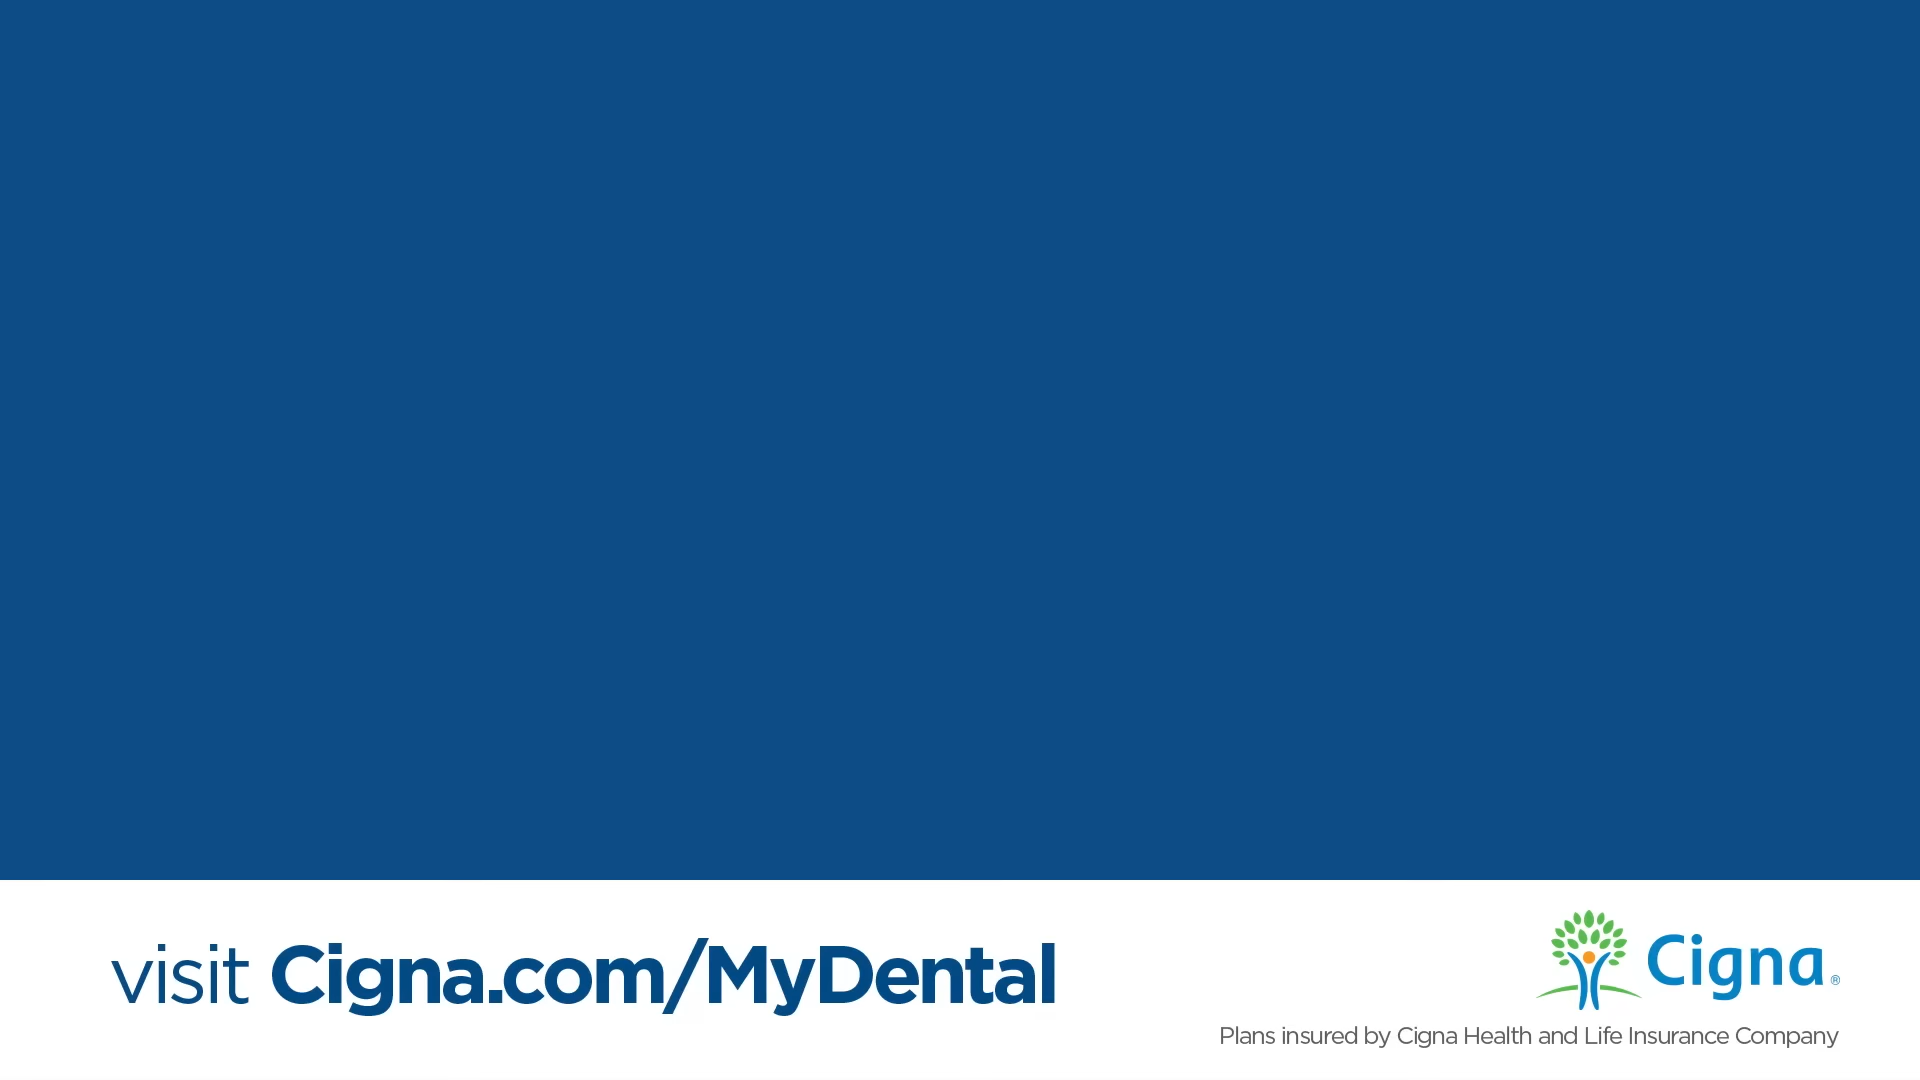 visit Cigna.com/MyDental
Cigna®
Plans insured by Cigna Health and Life Insurance Company